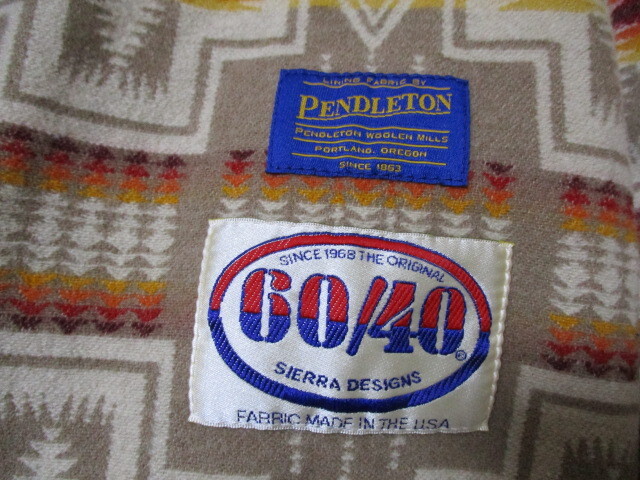 LINING FABRIC BY
PENDLETON
PENDLETON WOOLEN MILLS
PORTLAND, OREGON
SINCE 1863
SINCE 1968 THE ORIGINAL
60/40
®
SIERRA DESIGNS
FABRIC MADE IN THE USA